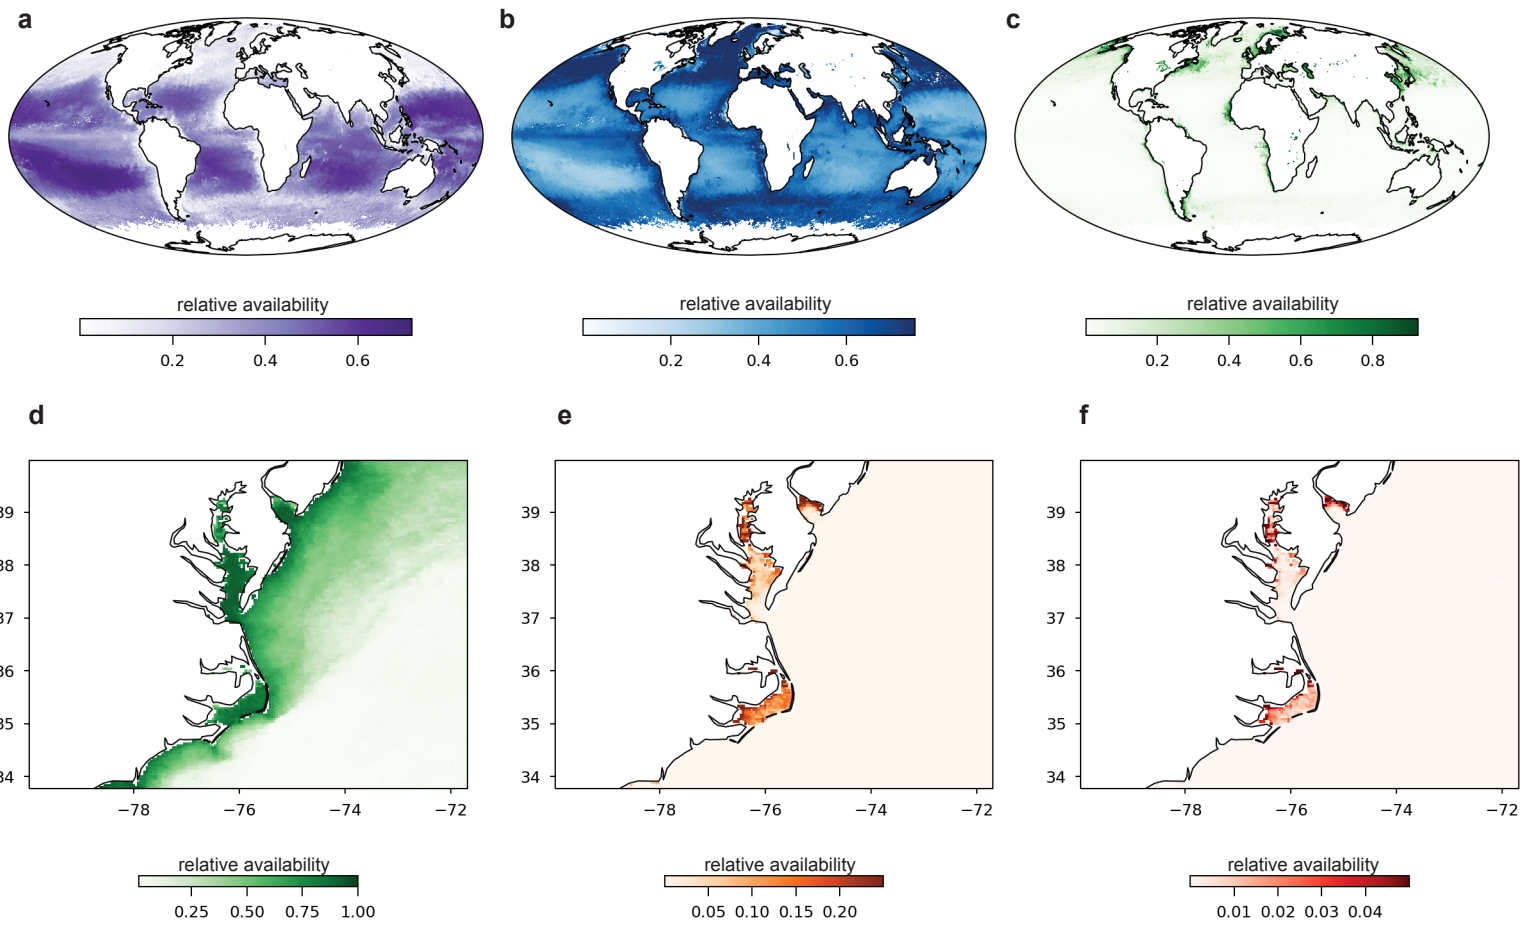 a
b
c
relative availability
0.2 0.4 0.6
relative availability
0.2 0.4 0.6
relative availability
0.2 0.4 0.6 0.8
d
e
f
39
38
37
36
35
34
−78 −76 −74 −72
39
38
37
36
35
34
−78 −76 −74 −72
39
38
37
36
35
34
−78 −76 −74 −72
relative availability
0.25 0.50 0.75 1.00
relative availability
0.05 0.10 0.15 0.20
relative availability
0.01 0.02 0.03 0.04